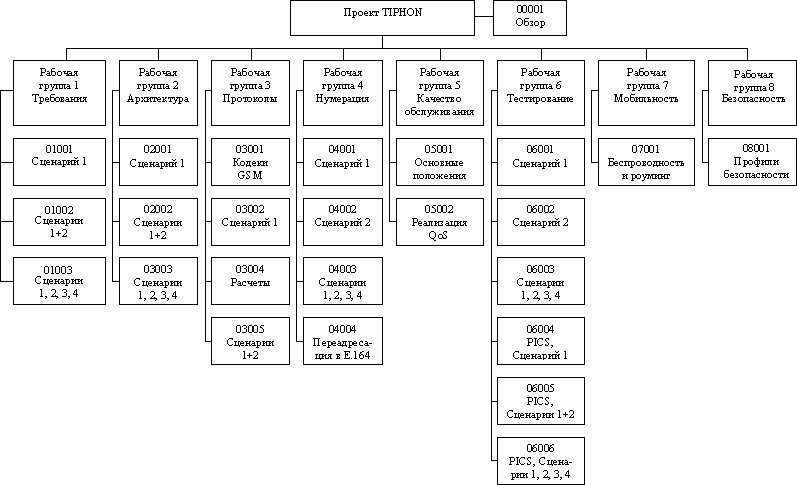 Проект TIPHON
00001
Обзор
Рабочая
группа 1
Требования
01001
Сценарий 1
01002
Сценарии
1+2
01003
Сценарии
1, 2, 3, 4
Рабочая
группа 2
Архитектура
02001
Сценарий 1
02002
Сценарии
1+2
03003
Сценарии
1, 2, 3, 4
Рабочая
группа 3
Протоколы
03001
Кодеки
GSM
03002
Сценарий 1
03004
Расчеты
03005
Сценарии
1+2
Рабочая
группа 4
Нумерация
04001
Сценарий 1
04002
Сценарий 2
04003
Сценарии
1, 2, 3, 4
04004
Переадреса-
ция в E.164
Рабочая
группа 5
Качество
обслуживания
05001
Основные
положения
05002
Реализация
QoS
Рабочая
группа 6
Тестирование
06001
Сценарий 1
06002
Сценарий 2
06003
Сценарии
1, 2, 3, 4
06004
PICS,
Сценарий 1
06005
PICS,
Сценарии 1+2
06006
PICS, Сцена-
рии 1, 2, 3, 4
Рабочая
группа 7
Мобильность
07001
Беспроводность
и роуминг
Рабочая
группа 8
Безопасность
08001
Профили
безопасности